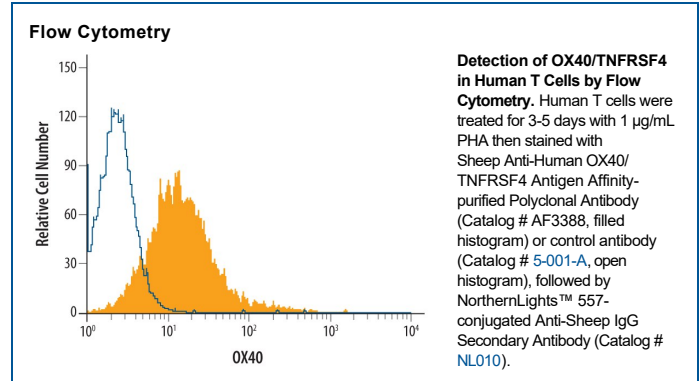 Flow Cytometry
150
120
90
60
30
0
Relative Cell Number
10⁰
10¹
10²
10³
10⁴
OX40
Detection of OX40/TNFRSF4
in Human T Cells by Flow
Cytometry. Human T cells were
treated for 3-5 days with 1 µg/mL
PHA then stained with
Sheep Anti-Human OX40/
TNFRSF4 Antigen Affinity-
purified Polyclonal Antibody
(Catalog # AF3388, filled
histogram) or control antibody
(Catalog # 5-001-A, open
histogram), followed by
NorthernLights™ 557-
conjugated Anti-Sheep IgG
Secondary Antibody (Catalog #
NL010).